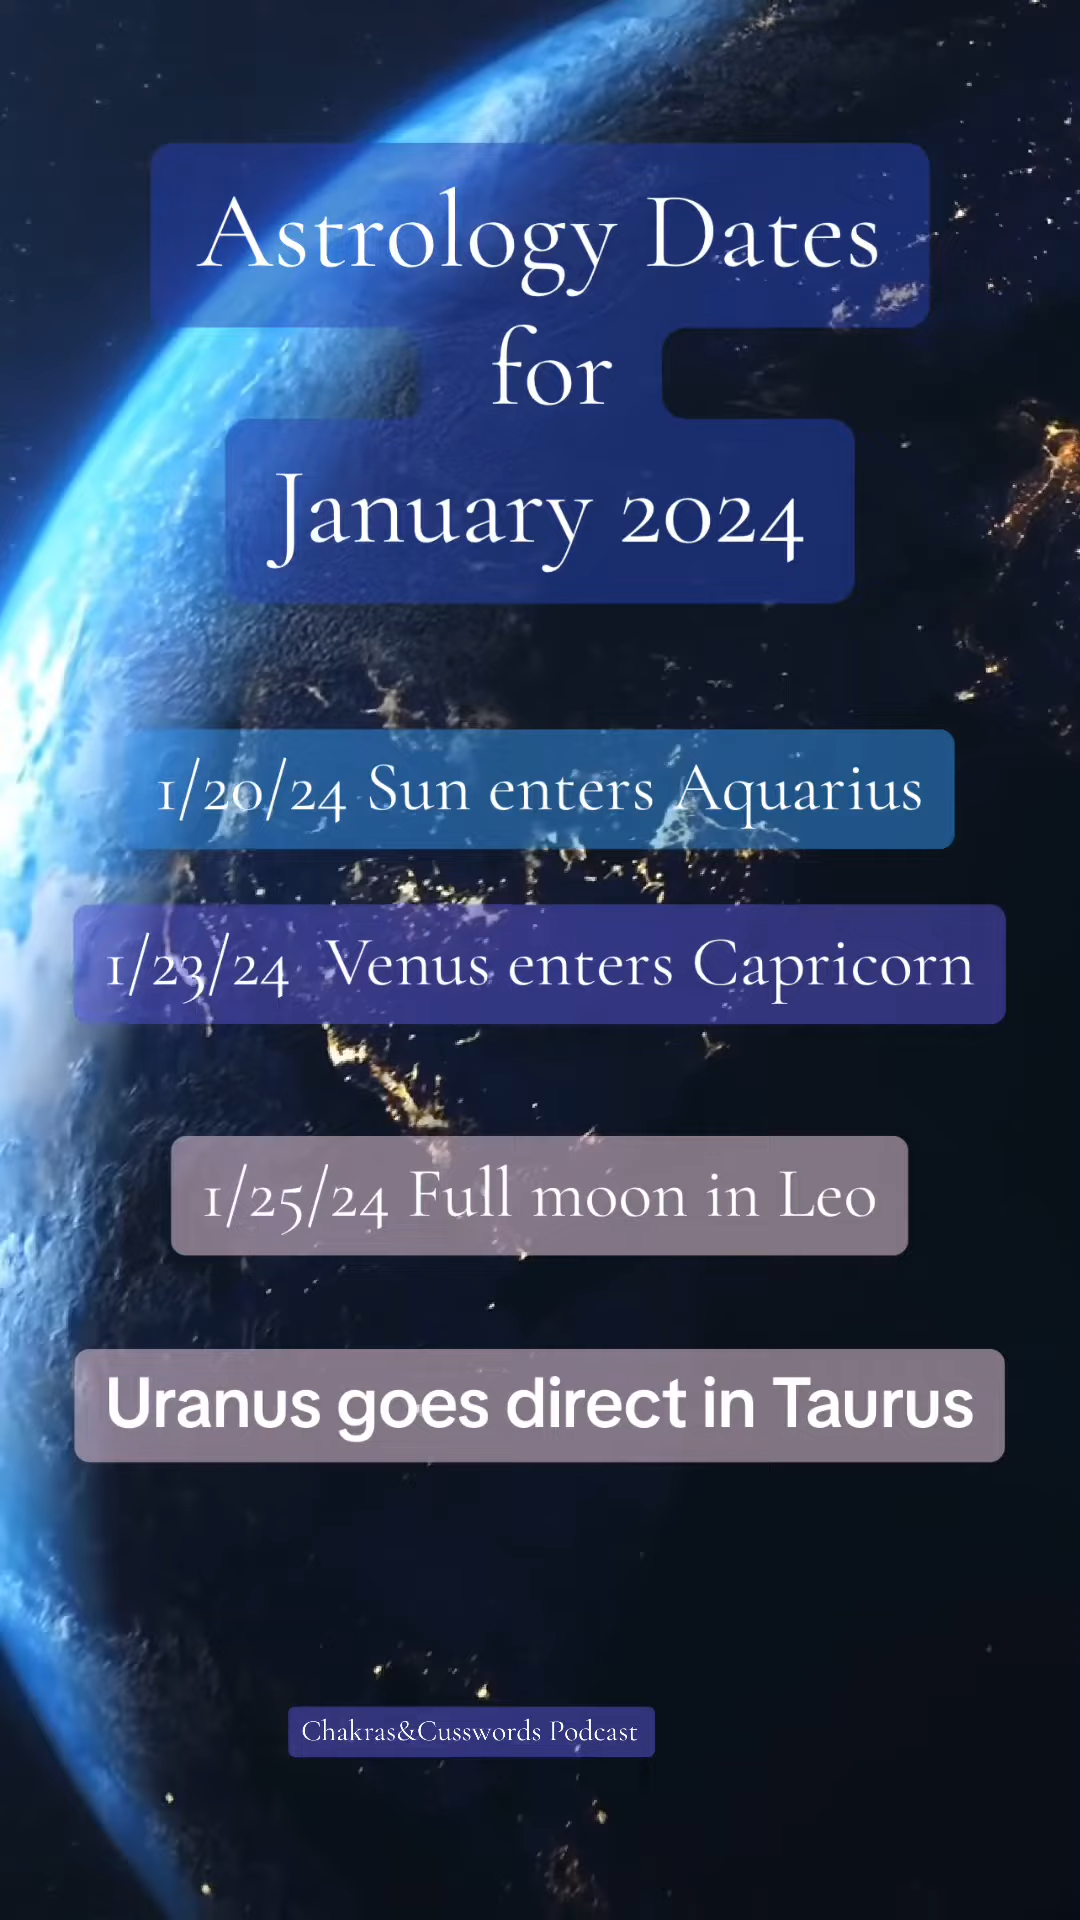 Astrology Dates
for
January 2024
1/20/24 Sun enters Aquarius
1/23/24 Venus enters Capricorn
1/25/24 Full moon in Leo
Uranus goes direct in Taurus
Chakras&Cusswords Podcast